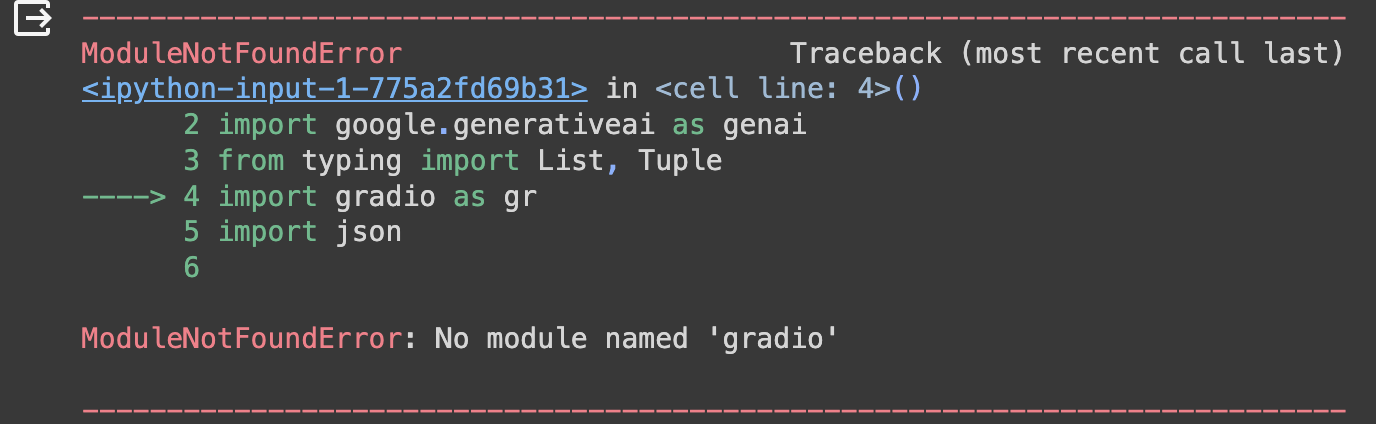 ---------------------------------------------------------------------------
ModuleNotFoundError                       Traceback (most recent call last)
<ipython-input-1-775a2fd69b31> in <cell line: 4>()
      2 import google.generativeai as genai
      3 from typing import List, Tuple
----> 4 import gradio as gr
      5 import json
      6
ModuleNotFoundError: No module named 'gradio'
---------------------------------------------------------------------------